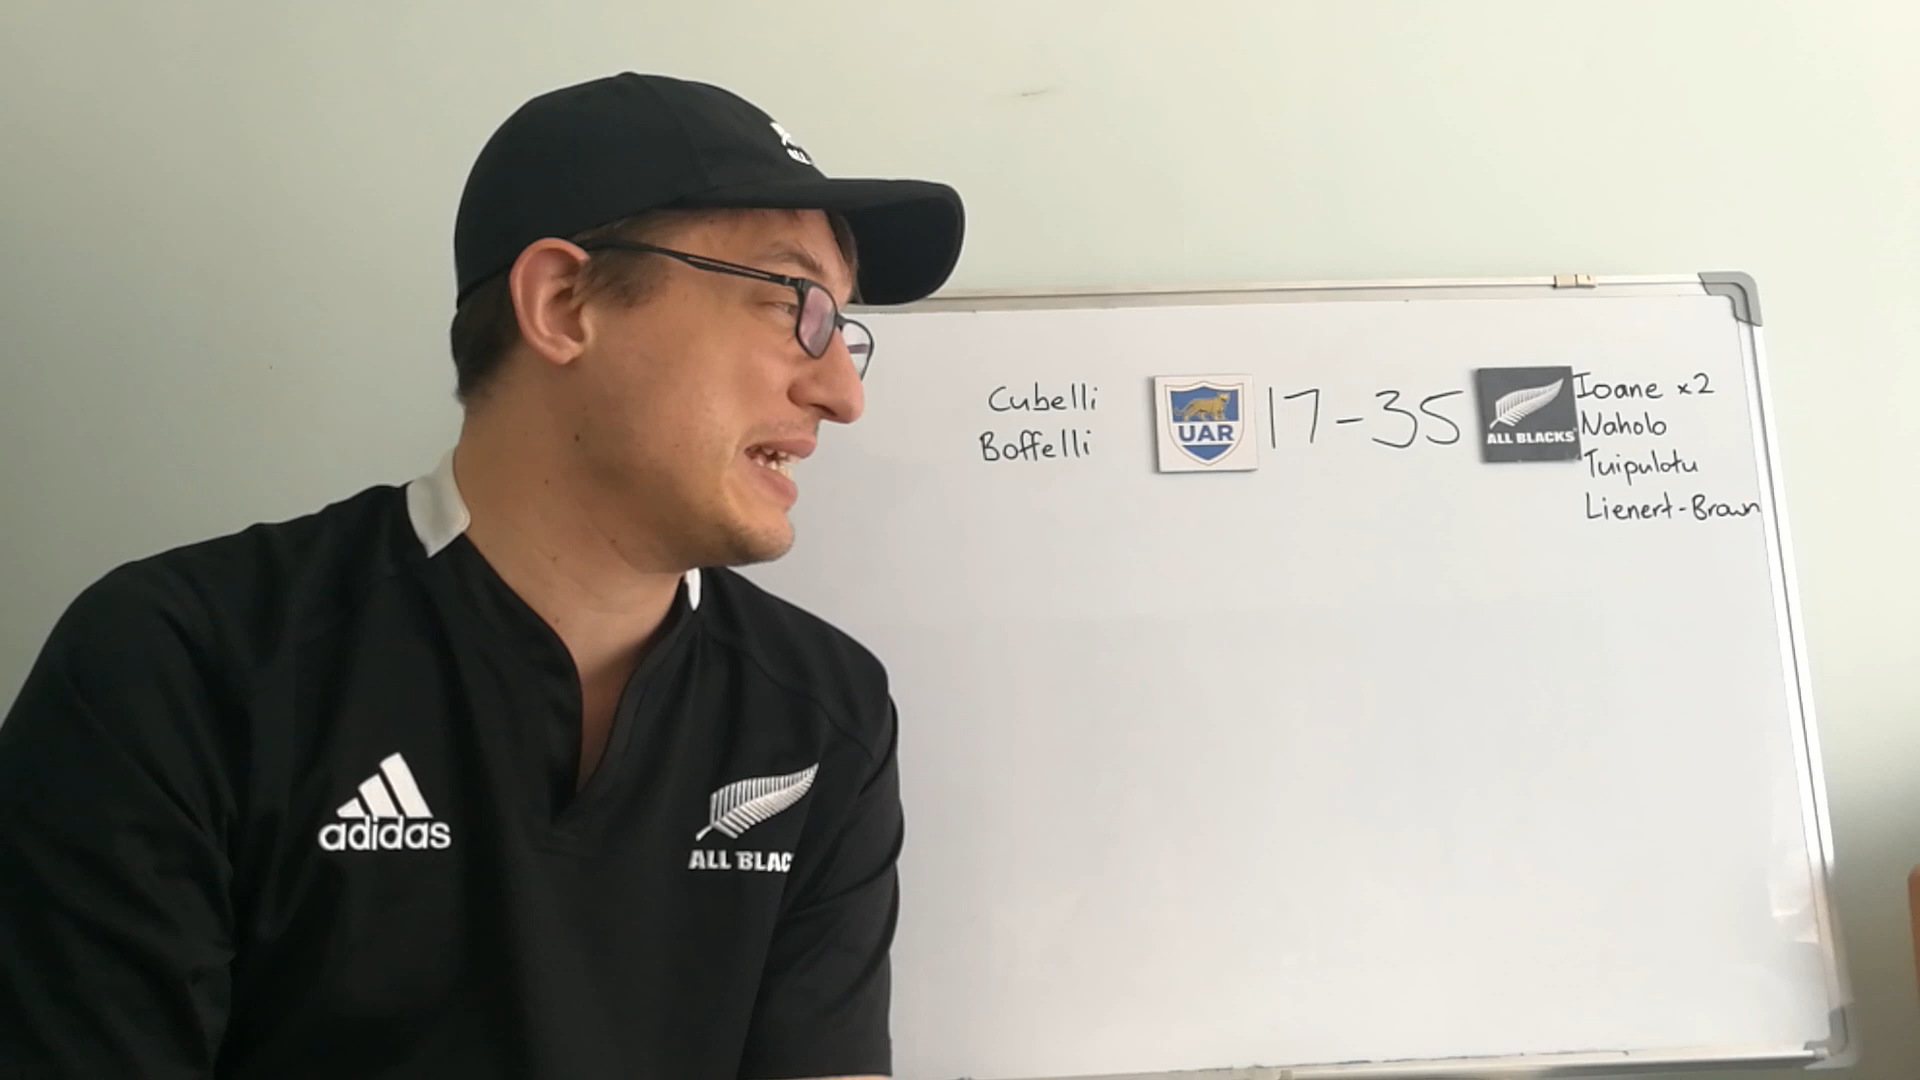 Cubelli
Boffelli
UAR
17-35
ALL BLACKS
Ioane x2
Naholo
Tuipulotu
Lienert-Brown
adidas
ALL BLAC